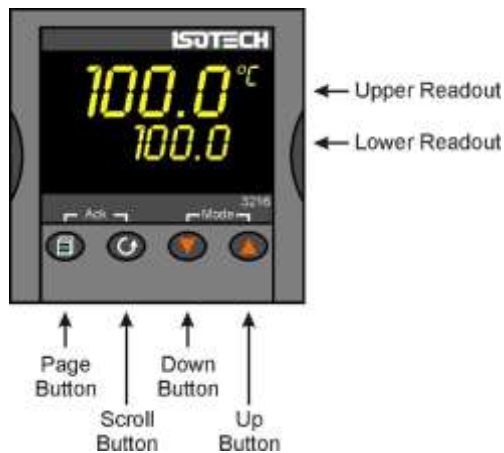 ISOTECH
100.0 °C
Upper Readout
100.0
Lower Readout
3216
Ack
Mode
Page
Button
Scroll
Button
Down
Button
Up
Button